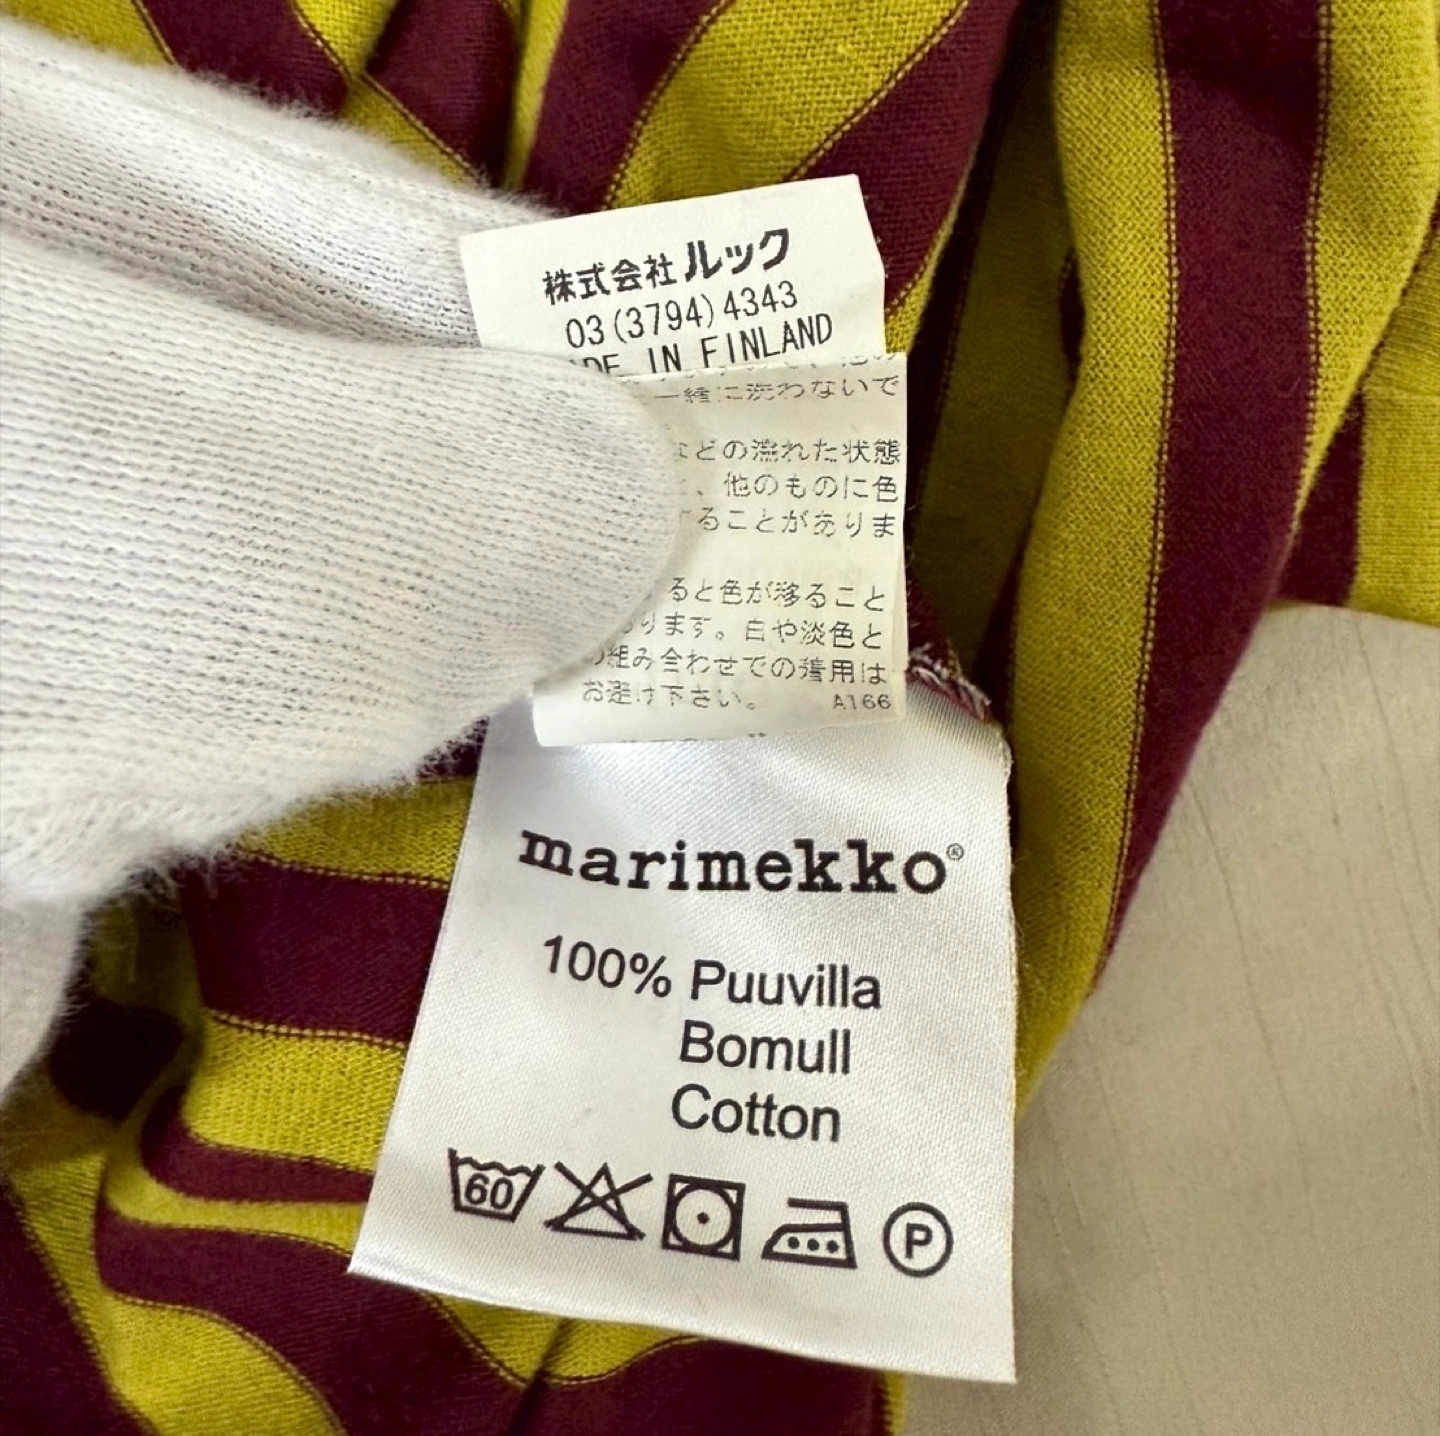 株式会社 ルック
03(3794)4343
IN FINLAND
一緒に洗わないで
どの濡れた状態
、他のものに色
ることがありま
ると色が移ること
ります。白や淡色と
の組み合わせでの着用は
お避け下さい。 A166
marimekko®
100% Puuvilla
Bomull
Cotton
60
P